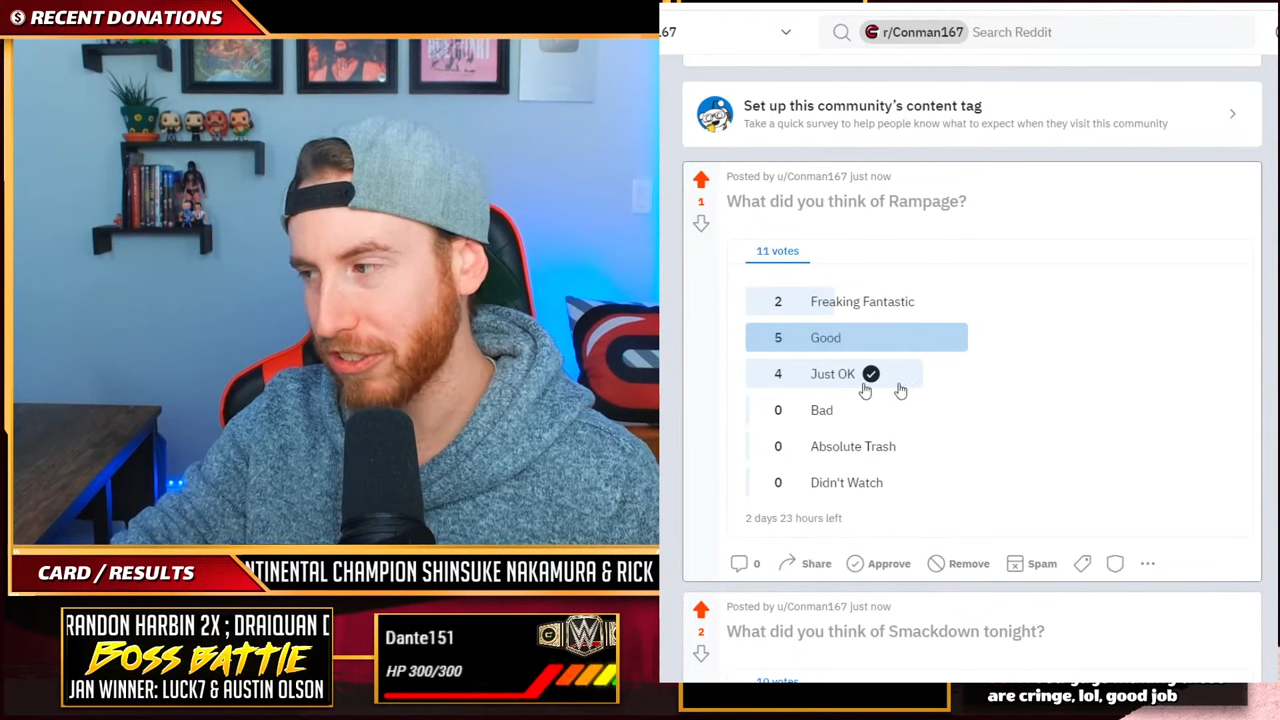 RECENT DONATIONS
.67
r/Conman167 Search Reddit
Set up this community's content tag
Take a quick survey to help people know what to expect when they visit this community
Posted by u/Conman167 just now
1
What did you think of Rampage?
11 votes
2 Freaking Fantastic
5 Good
4 Just OK
0 Bad
0 Absolute Trash
0 Didn't Watch
2 days 23 hours left
0 Share Approve Remove Spam
Posted by u/Conman167 just now
2
What did you think of Smackdown tonight?
CARD / RESULTS
NTINENTAL CHAMPION SHINSUKE NAKAMURA & RICK
RANDON HARBIN 2X ; DRAIQUAN D
BOSS BATTLE
JAN WINNER: LUCK7 & AUSTIN OLSON
Dante151
HP 300/300
are cringe, lol, good job